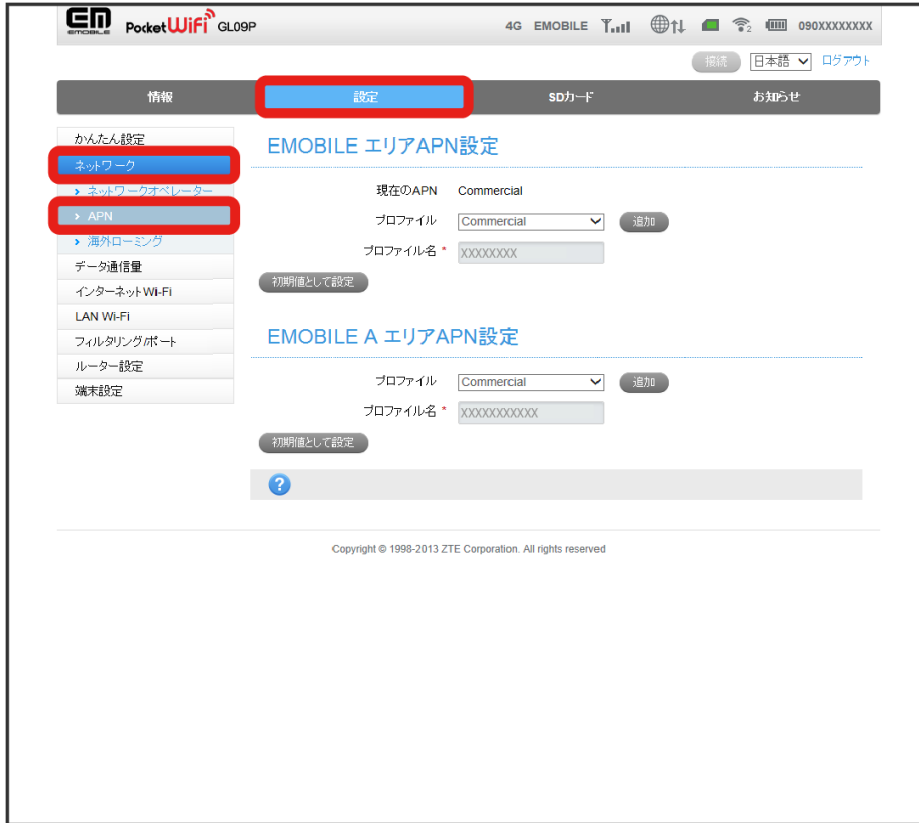 EM EMOBILE Pocket WiFi GL09P 4G EMOBILE 2 090XXXXXXXX
接続 日本語 ログアウト
情報 設定 SDカード お知らせ
かんたん設定
ネットワーク
ネットワークオペレーター
APN
海外ローミング
データ通信量
インターネットWi-Fi
LAN Wi-Fi
フィルタリング/ポート
ルーター設定
端末設定
EMOBILE エリアAPN設定
現在のAPN Commercial
プロファイル Commercial 追加
プロファイル名 * XXXXXXXX
初期値として設定
EMOBILE A エリアAPN設定
プロファイル Commercial 追加
プロファイル名 * XXXXXXXXXXX
初期値として設定
?
Copyright © 1998-2013 ZTE Corporation. All rights reserved